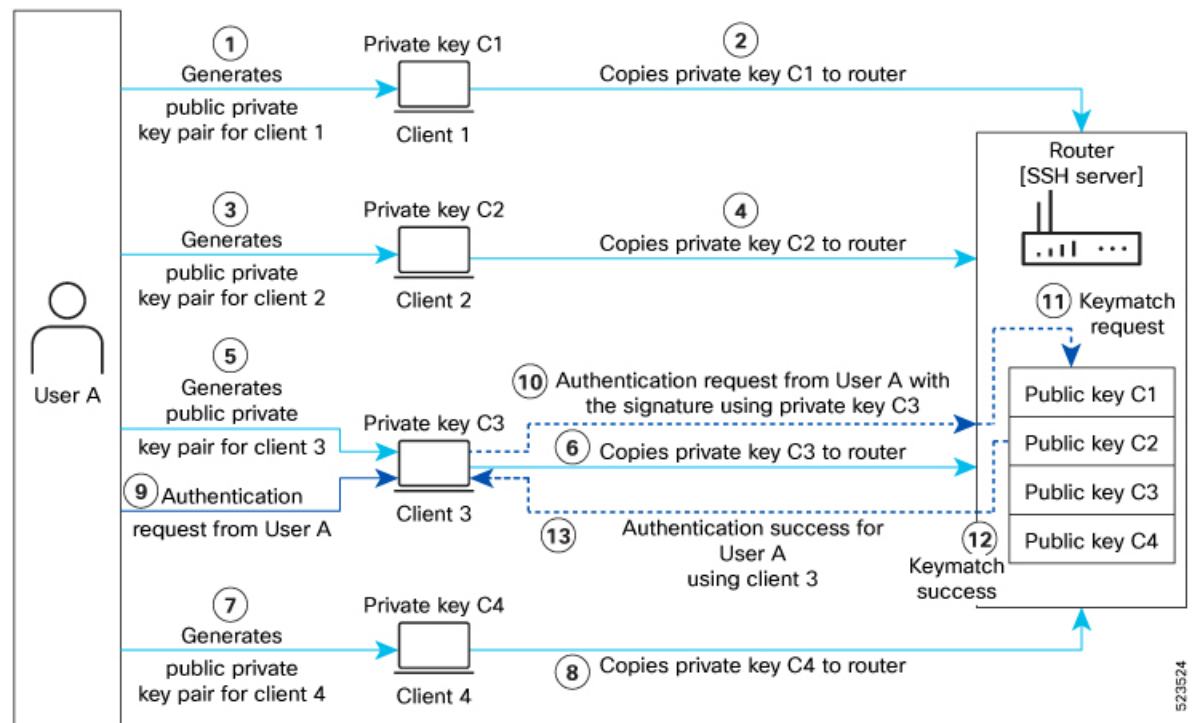 1
Generates
public private
key pair for client 1
Private key C1
Client 1
2
Copies private key C1 to router
Router
[SSH server]
3
Generates
public private
key pair for client 2
Private key C2
Client 2
4
Copies private key C2 to router
User A
5
Generates
public private
key pair for client 3
Private key C3
Client 3
10
Authentication request from User A with
the signature using private key C3
6
Copies private key C3 to router
11
Keymatch
request
Public key C1
Public key C2
Public key C3
Public key C4
9
Authentication
request from User A
13
Authentication success for
User A
using client 3
12
Keymatch
success
7
Generates
public private
key pair for client 4
Private key C4
Client 4
8
Copies private key C4 to router
523524